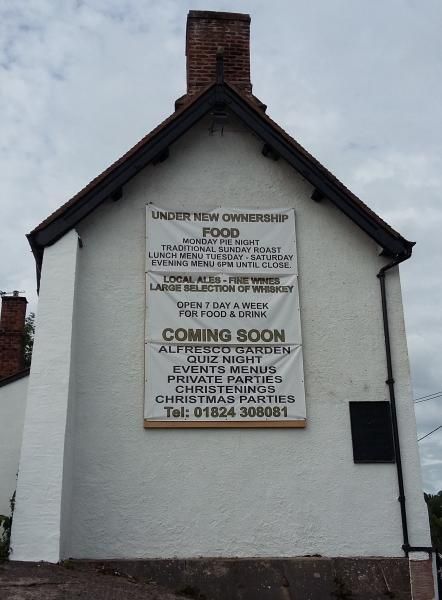 UNDER NEW OWNERSHIP
FOOD
MONDAY PIE NIGHT
TRADITIONAL SUNDAY ROAST
LUNCH MENU TUESDAY - SATURDAY
EVENING MENU 6PM UNTIL CLOSE.
LOCAL ALES - FINE WINES
LARGE SELECTION OF WHISKEY
OPEN 7 DAY A WEEK
FOR FOOD & DRINK
COMING SOON
ALFRESCO GARDEN
QUIZ NIGHT
EVENTS MENUS
PRIVATE PARTIES
CHRISTENINGS
CHRISTMAS PARTIES
Tel: 01824 308081